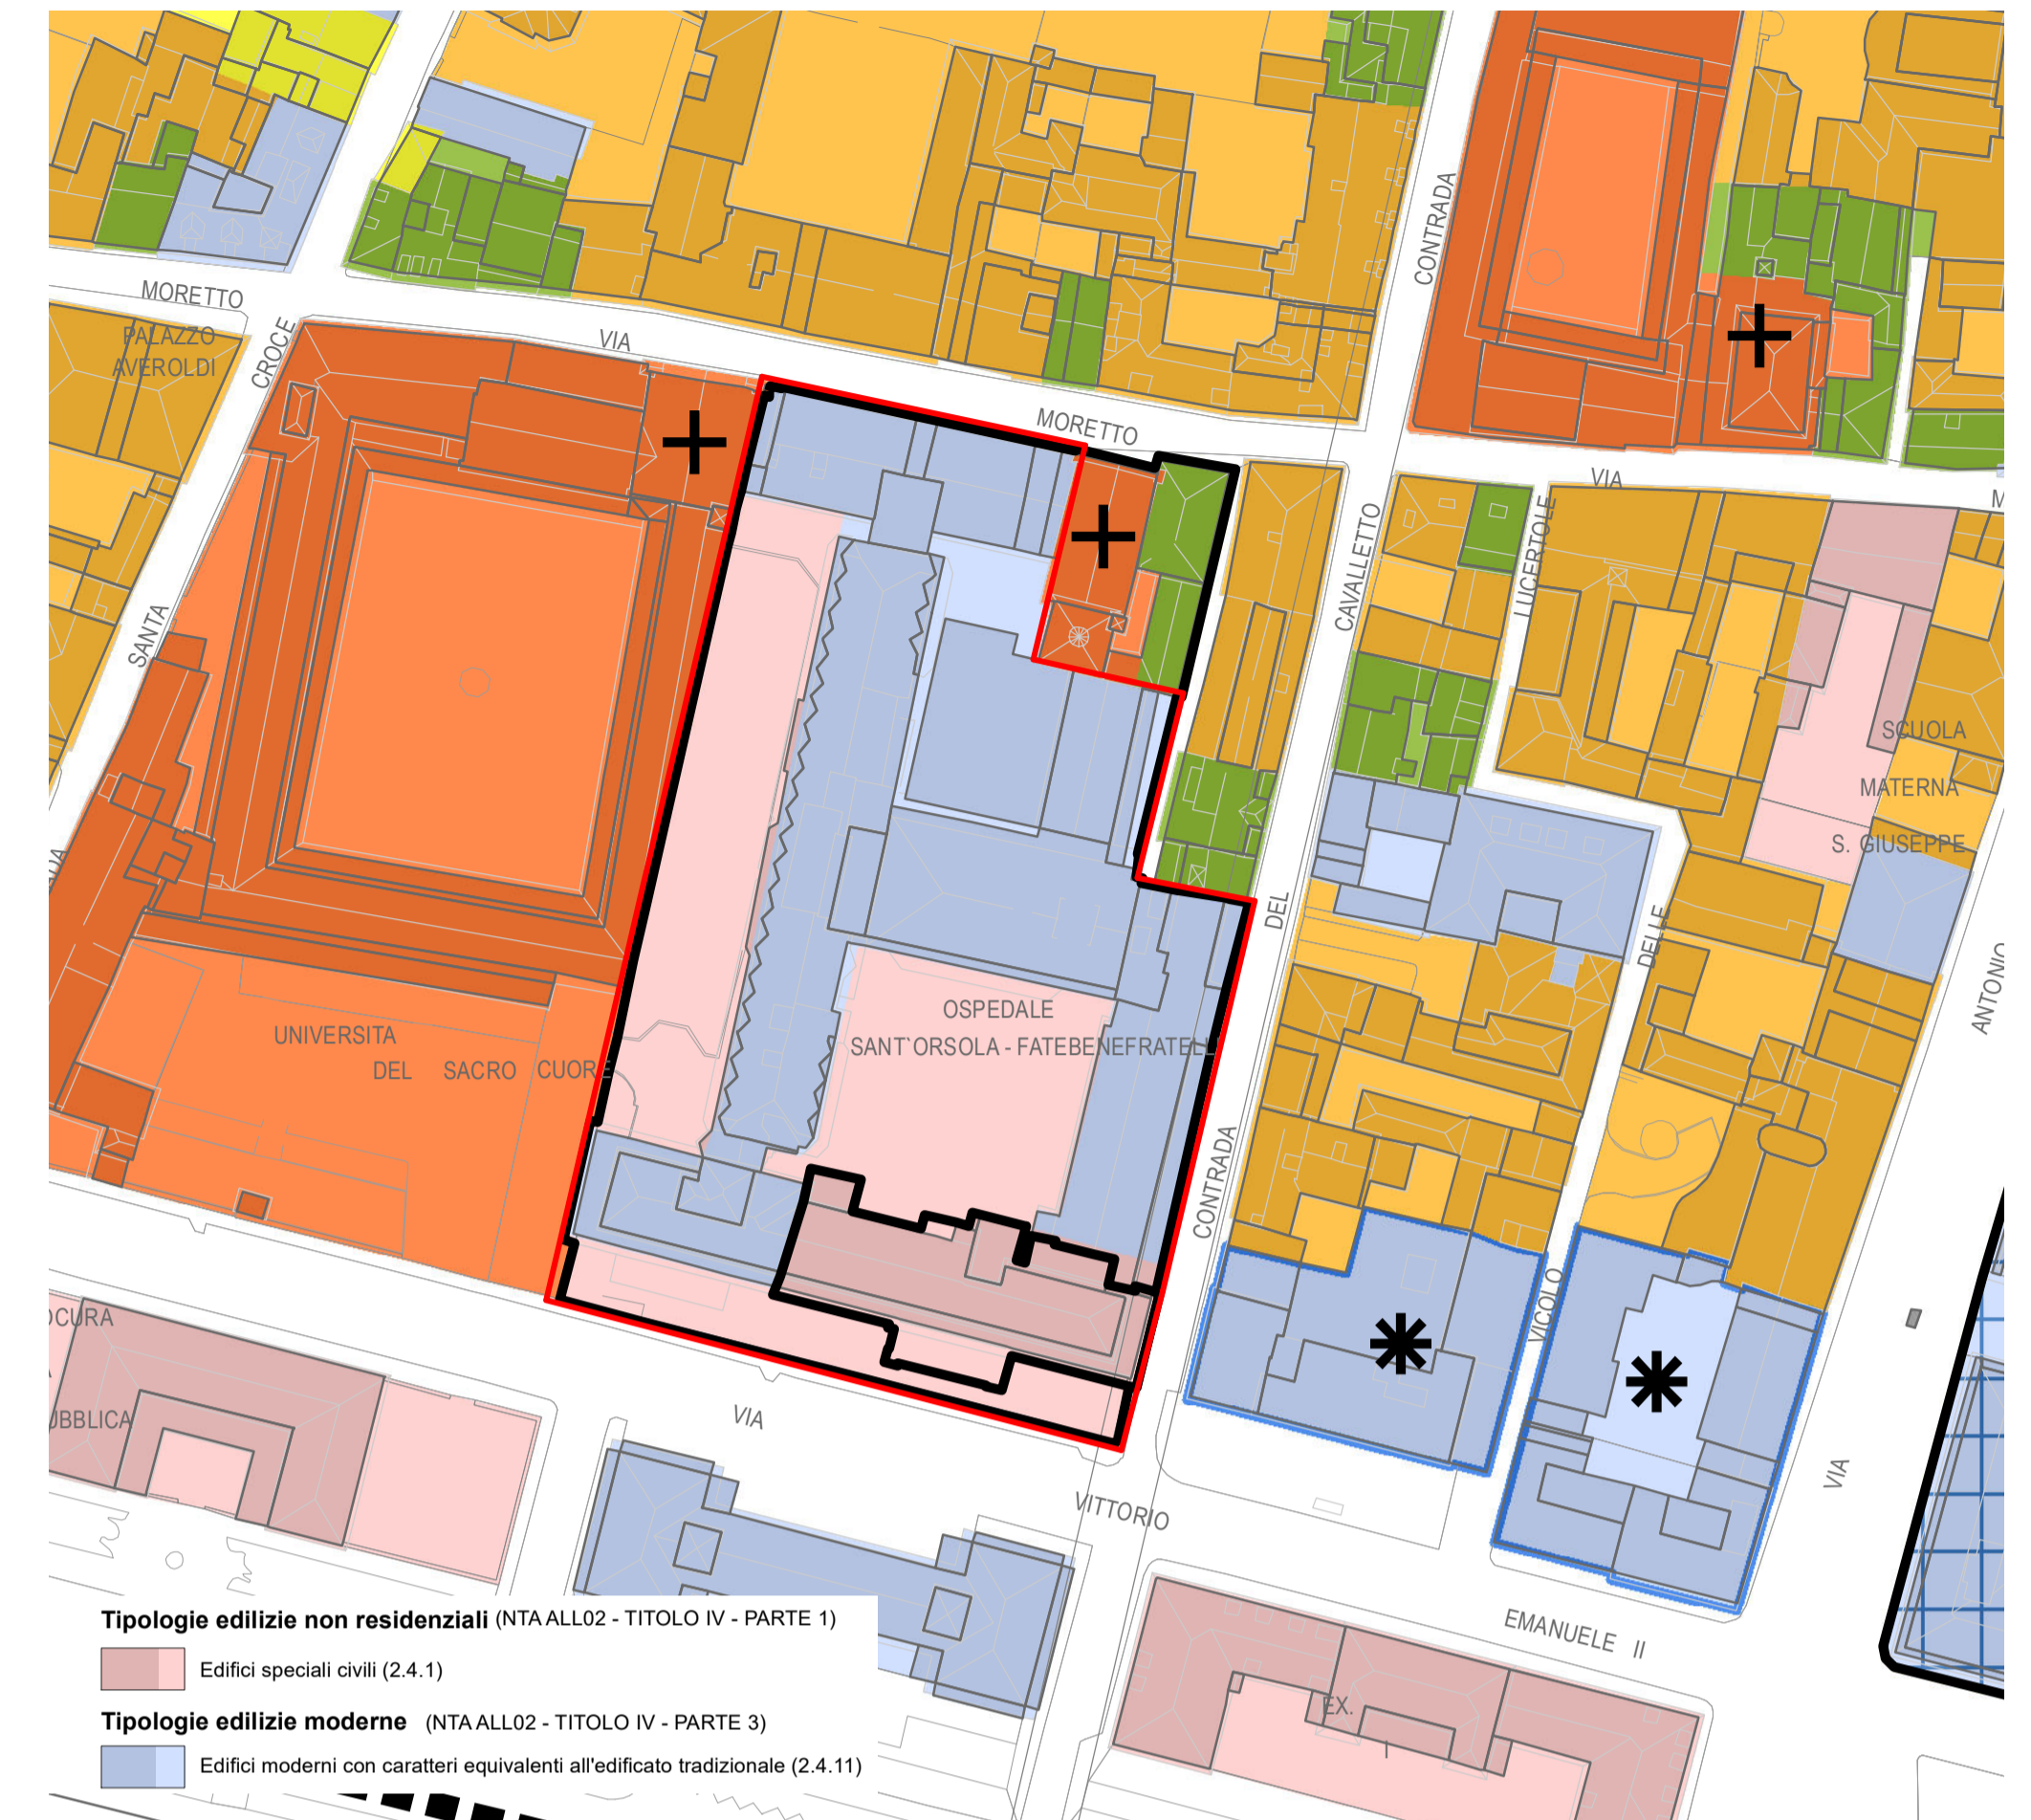 MORETTO
PALAZZO
AVEROLDI
CROCE
VIA
MORETTO
CONTRADA
VIA
M
SANTA
CAVALLETTO
LUCERTOLE
SCUOLA
MATERNA
S. GIUSEPPE
DEL
DELLE
ANTONIO
OSPEDALE
SANT`ORSOLA - FATEBENEFRATELL
UNIVERSITA
DEL SACRO CUORE
CONTRADA
VICOLO
OCURA
UBBLICA
VIA
VITTORIO
VIA
EMANUELE II
EX.
I
Tipologie edilizie non residenziali (NTA ALL02 - TITOLO IV - PARTE 1)
Edifici speciali civili (2.4.1)
Tipologie edilizie moderne (NTA ALL02 - TITOLO IV - PARTE 3)
Edifici moderni con caratteri equivalenti all'edificato tradizionale (2.4.11)